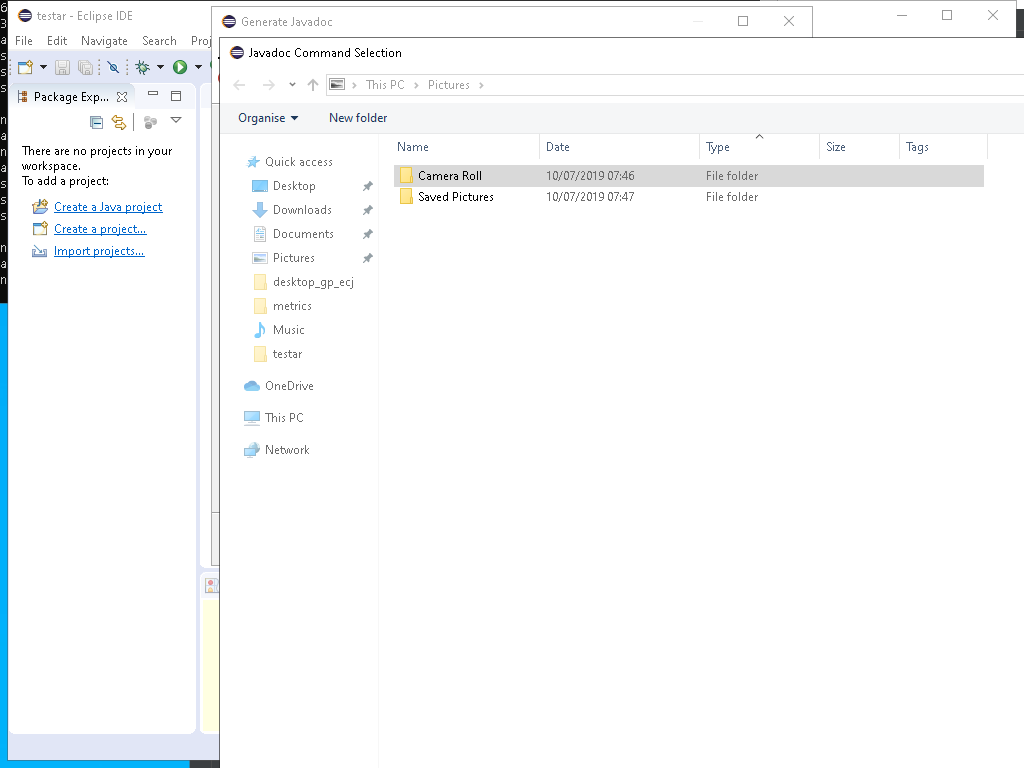 testar - Eclipse IDE
File Edit Navigate Search Proj
Package Exp...
There are no projects in your
workspace.
To add a project:
Create a Java project
Create a project...
Import projects...
Generate Javadoc
Javadoc Command Selection
This PC
Pictures
Organise
New folder
Quick access
Desktop
Downloads
Documents
Pictures
desktop_gp_ecj
metrics
Music
testar
OneDrive
This PC
Network
Name Date Type Size Tags
Camera Roll 10/07/2019 07:46 File folder
Saved Pictures 10/07/2019 07:47 File folder